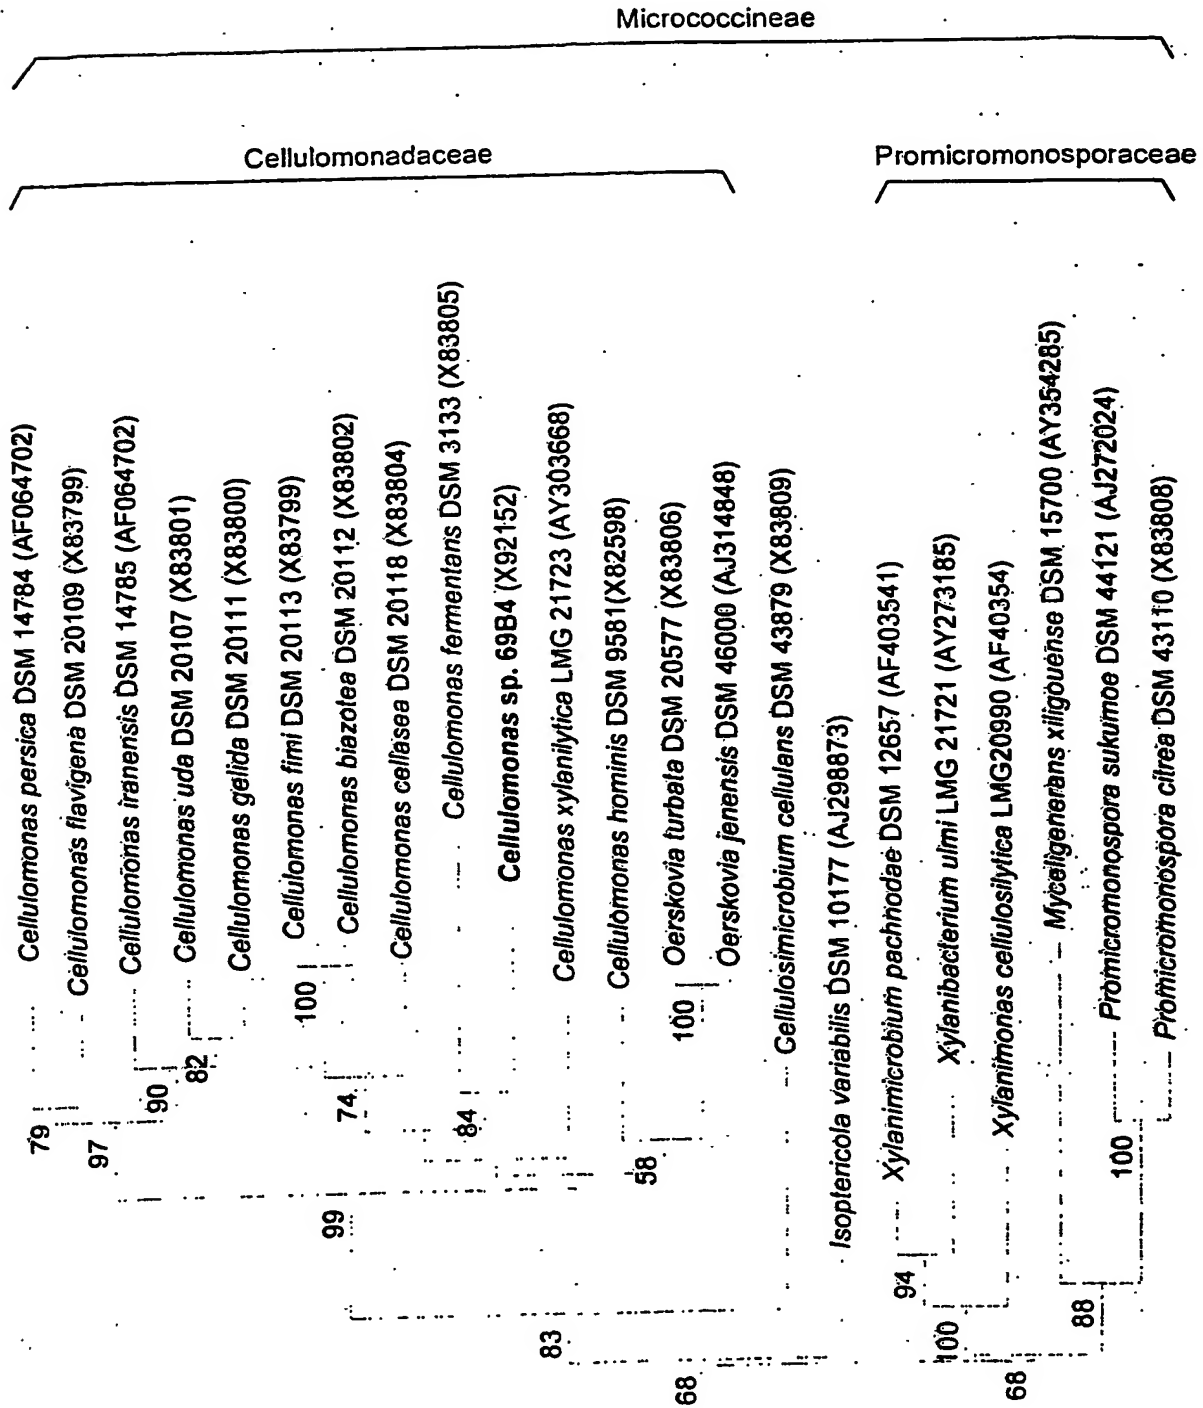 Micrococcineae
Cellulomonadaceae
Promicromonosporaceae
Cellulomonas persica DSM 14784 (AF064702)
Cellulomonas flavigena DSM 20109 (X83799)
Cellulomonas iranensis DSM 14785 (AF064702)
Cellulomonas uda DSM 20107 (X83801)
Cellulomonas gelida DSM 20111 (X83800)
Cellulomonas fimi DSM 20113 (X83799)
Cellulomonas biazotea DSM 20112 (X83802)
Cellulomonas cellasea DSM 20118 (X83804)
Cellulomonas fermentans DSM 3133 (X83805)
Cellulomonas sp. 69B4 (X92152)
Cellulomonas xylanilytica LMG 21723 (AY303668)
Cellulomonas hominis DSM 9581(X82598)
Oerskovia turbata DSM 20577 (X83806)
Oerskovia jenensis DSM 46000 (AJ314848)
Cellulosimicrobium cellulans DSM 43879 (X83809)
Isoptericola variabilis DSM 10177 (AJ298873)
Xylanimicrobium pachnodae DSM 12657 (AF403541)
Xylanibacterium ulmi LMG 21721 (AY273185)
Xylanimonas cellulosilytica LMG20990 (AF40354)
Myceligenerans xiligouense DSM 15700 (AY354285)
Promicromonospora sukumoe DSM 44121 (AJ272024)
Promicromonospora citrea DSM 43110 (X83808)
79
97
90
82
100
74
84
58
100
99
83
68
94
100
68
88
100